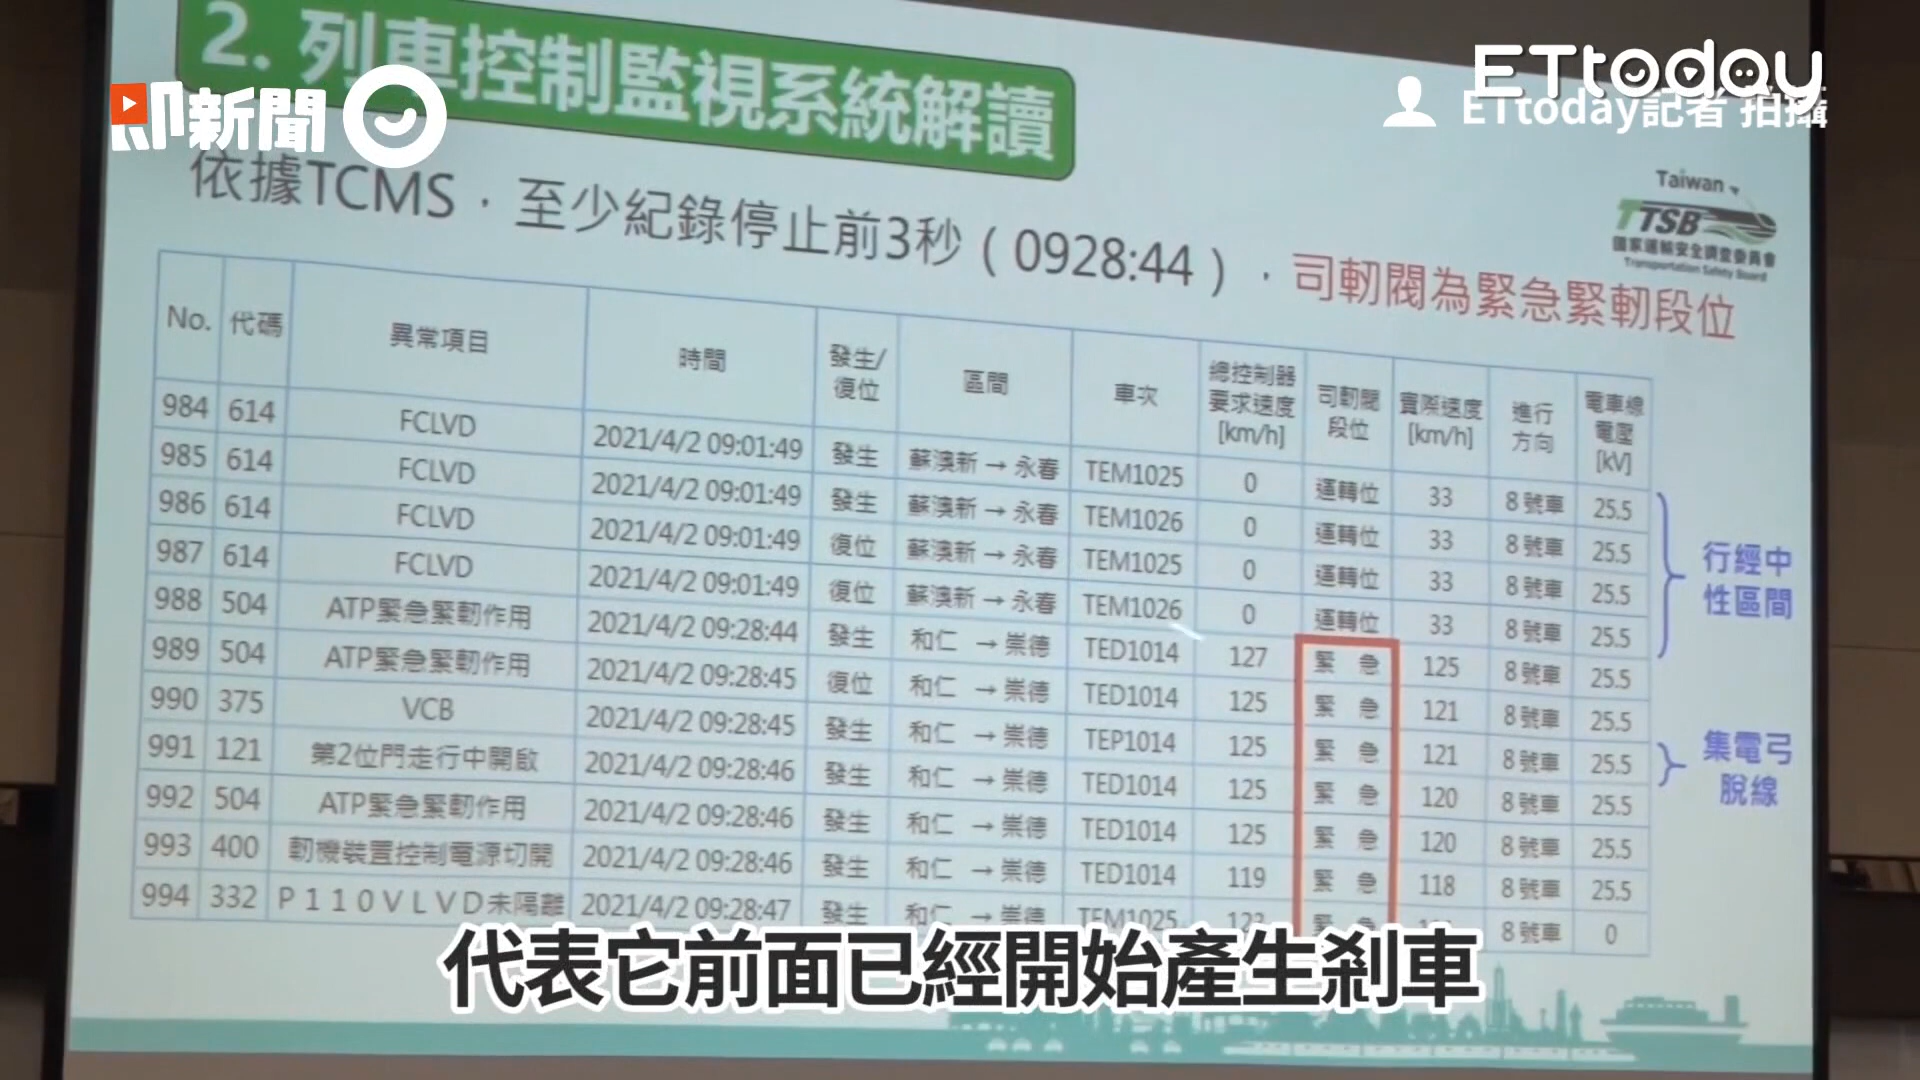 2. 列車控制監視系統解讀
即新聞
ETtoday
ETtoday記者 拍攝
Taiwan
TTSB
國家運輸安全調查委員會
Transportation Safety Board
依據TCMS，至少紀錄停止前3秒（0928:44），司軔閥為緊急緊軔段位
No. 代碼 異常項目 時間 發生/復位 區間 車次 總控制器要求速度[km/h] 司軔閥段位 實際速度[km/h] 進行方向 電車線電壓[kV]
984 614 FCLVD 2021/4/2 09:01:49 發生 蘇澳新→永春 TEM1025 0 運轉位 33 8號車 25.5
985 614 FCLVD 2021/4/2 09:01:49 發生 蘇澳新→永春 TEM1026 0 運轉位 33 8號車 25.5
986 614 FCLVD 2021/4/2 09:01:49 復位 蘇澳新→永春 TEM1025 0 運轉位 33 8號車 25.5
987 614 FCLVD 2021/4/2 09:01:49 復位 蘇澳新→永春 TEM1026 0 運轉位 33 8號車 25.5
行經中性區間
988 504 ATP緊急緊軔作用 2021/4/2 09:28:44 發生 和仁 →崇德 TED1014 127 緊 急 125 8號車 25.5
989 504 ATP緊急緊軔作用 2021/4/2 09:28:45 復位 和仁 →崇德 TED1014 125 緊 急 121 8號車 25.5
990 375 VCB 2021/4/2 09:28:45 發生 和仁 →崇德 TEP1014 125 緊 急 121 8號車 25.5
991 121 第2位門走行中開啟 2021/4/2 09:28:46 發生 和仁 →崇德 TED1014 125 緊 急 120 8號車 25.5
992 504 ATP緊急緊軔作用 2021/4/2 09:28:46 發生 和仁 →崇德 TED1014 125 緊 急 120 8號車 25.5
993 400 軔機裝置控制電源切開 2021/4/2 09:28:46 發生 和仁 →崇德 TED1014 119 緊 急 118 8號車 25.5
994 332 P110VLVD未隔離 2021/4/2 09:28:47 發生 和仁 →崇德 TEM1025 緊 急 8號車 0
集電弓脫線
代表它前面已經開始產生剎車